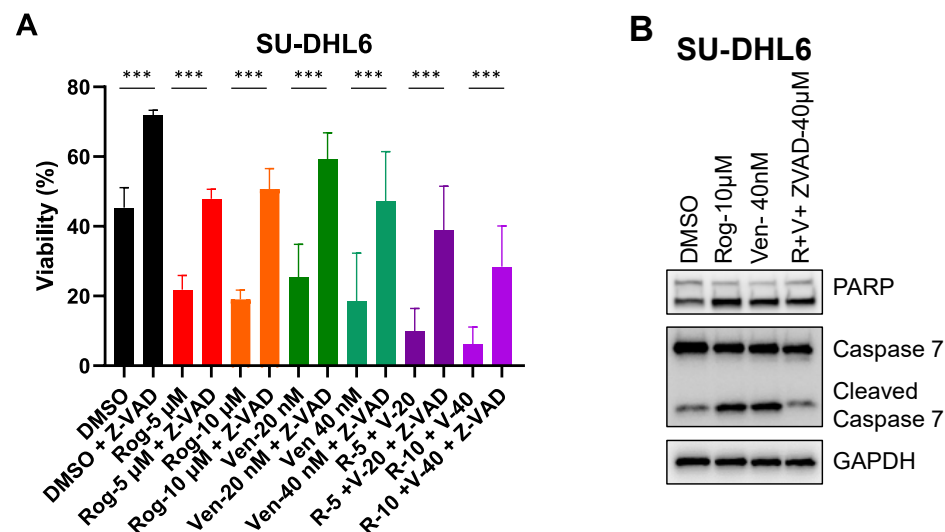 A
SU-DHL6
*** *** *** *** *** *** ***
80
60
40
20
0
Viability (%)
DMSO
DMSO + Z-VAD
Rog-5 µM
Rog-5 µM + Z-VAD
Rog-10 µM
Rog-10 µM + Z-VAD
Ven-20 nM
Ven-20 nM + Z-VAD
Ven 40 nM
Ven-40 nM + Z-VAD
R-5 + V-20
R-5 +V-20 + Z-VAD
R-10 + V-40
R-10 +V-40 + Z-VAD
B
SU-DHL6
DMSO
Rog-10µM
Ven- 40nM
R+V+ ZVAD-40µM
PARP
Caspase 7
Cleaved
Caspase 7
GAPDH